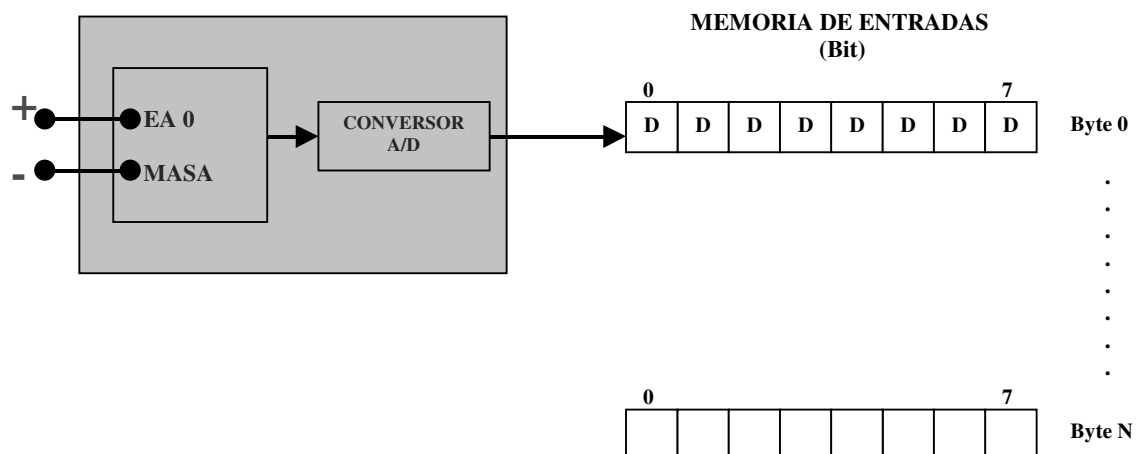 MEMORIA DE ENTRADAS
(Bit)
0 7
+ EA 0
CONVERSOR
A/D
D D D D D D D D Byte 0
- MASA
0 7
Byte N